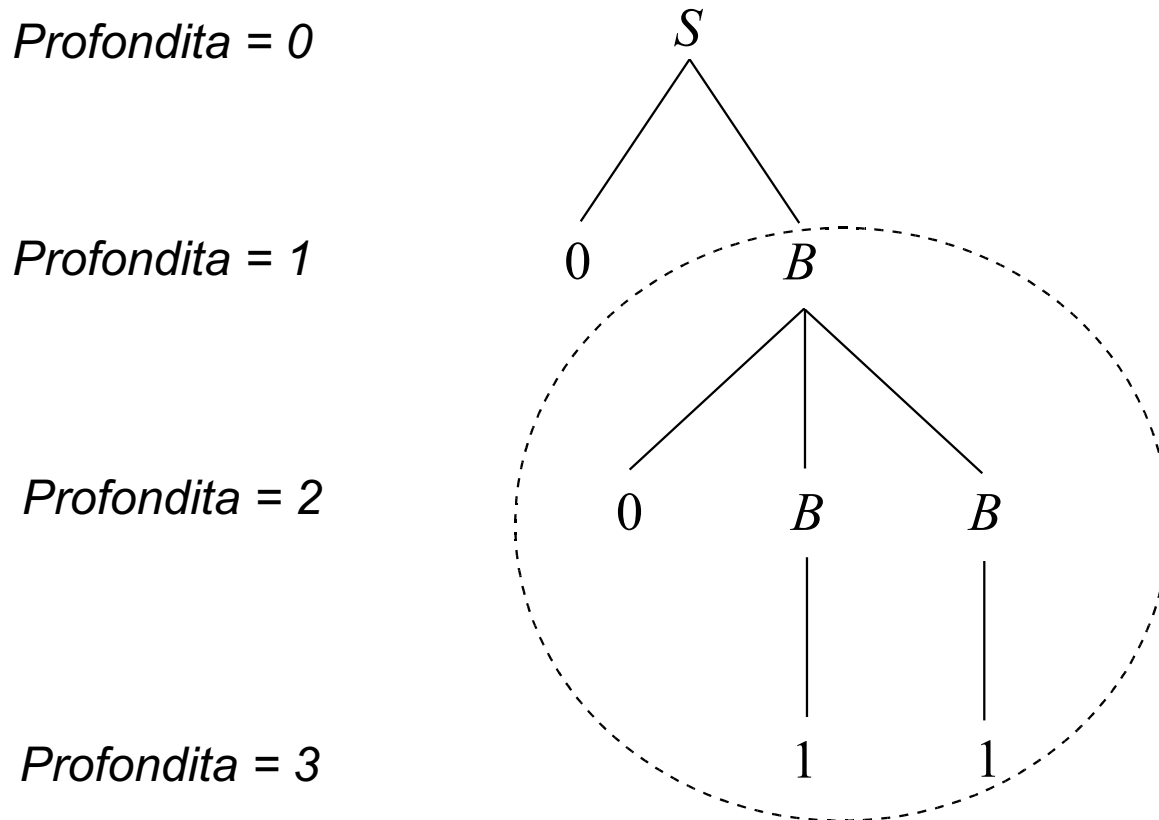 Profondita = 0 S
Profondita = 1 0 B
Profondita = 2 0 B B
Profondita = 3 1 1